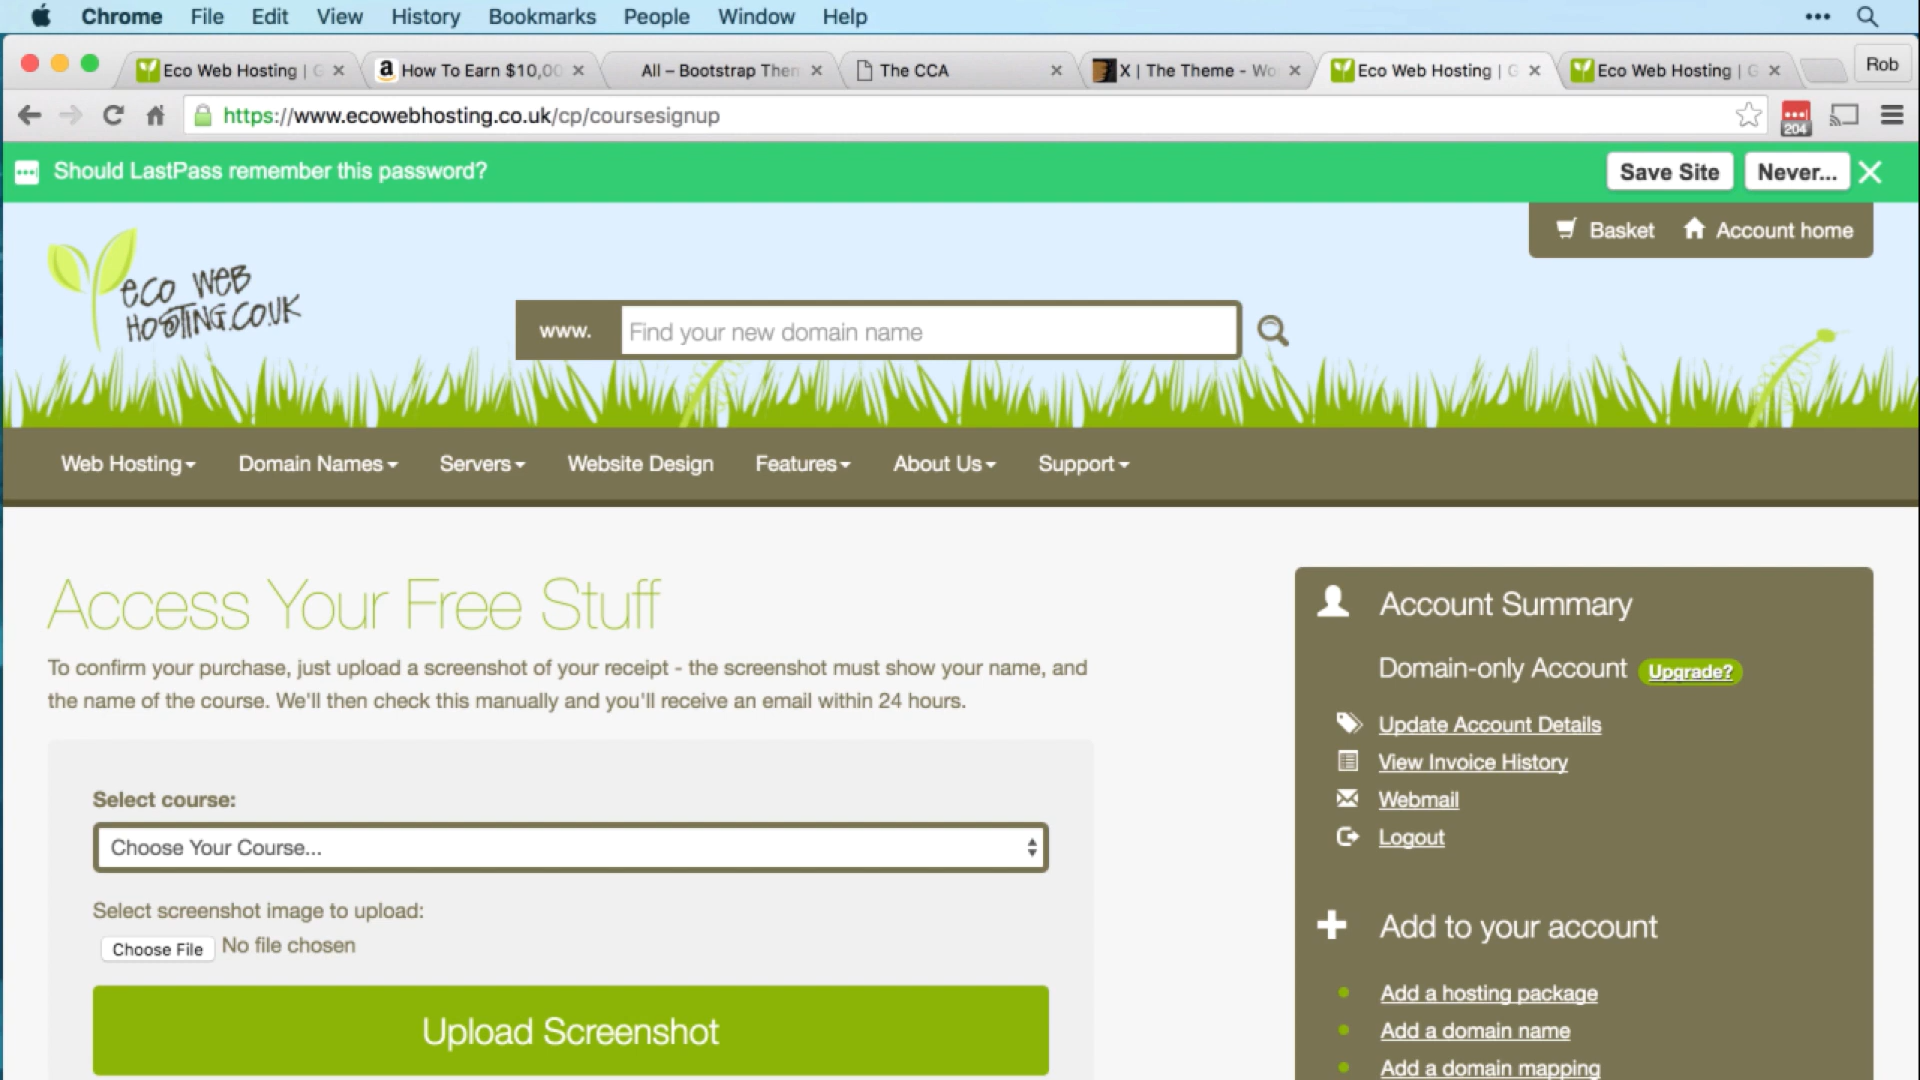 Chrome File Edit View History Bookmarks People Window Help
Eco Web Hosting | G
How To Earn $10,00
All – Bootstrap Them
The CCA
X | The Theme - Wo
Eco Web Hosting | G
Eco Web Hosting | G
Rob
https://www.ecowebhosting.co.uk/cp/coursesignup
204
Should LastPass remember this password?
Save Site
Never...
Basket
Account home
eco web
hosting.co.uk
www.
Find your new domain name
Web Hosting
Domain Names
Servers
Website Design
Features
About Us
Support
Access Your Free Stuff
To confirm your purchase, just upload a screenshot of your receipt - the screenshot must show your name, and
the name of the course. We'll then check this manually and you'll receive an email within 24 hours.
Select course:
Choose Your Course...
Select screenshot image to upload:
Choose File No file chosen
Upload Screenshot
Account Summary
Domain-only Account Upgrade?
Update Account Details
View Invoice History
Webmail
Logout
Add to your account
Add a hosting package
Add a domain name
Add a domain mapping